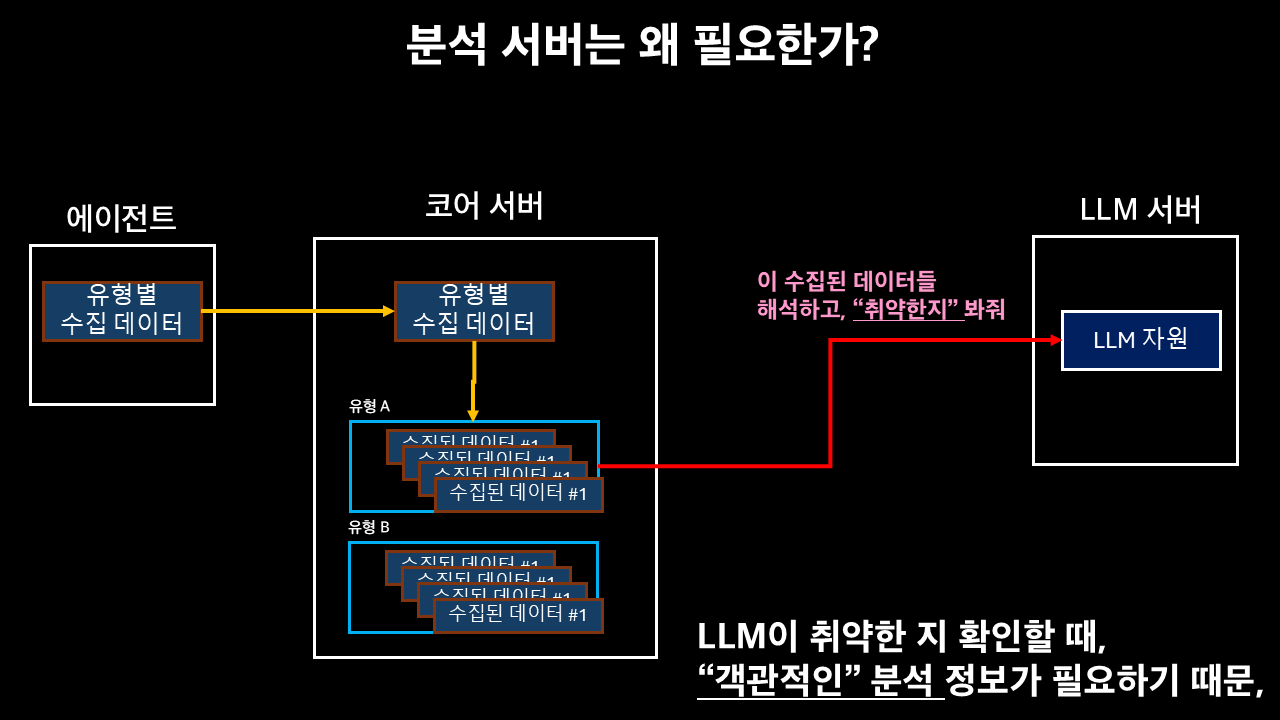 분석 서버는 왜 필요한가?
에이전트
코어 서버
LLM 서버
유형별
수집 데이터
유형별
수집 데이터
이 수집된 데이터들
해석하고, “취약한지” 봐줘
LLM 자원
유형 A
수집된 데이터 #1
수집된 데이터 #1
수집된 데이터 #1
수집된 데이터 #1
유형 B
수집된 데이터 #1
수집된 데이터 #1
수집된 데이터 #1
수집된 데이터 #1
LLM이 취약한 지 확인할 때,
“객관적인” 분석 정보가 필요하기 때문,